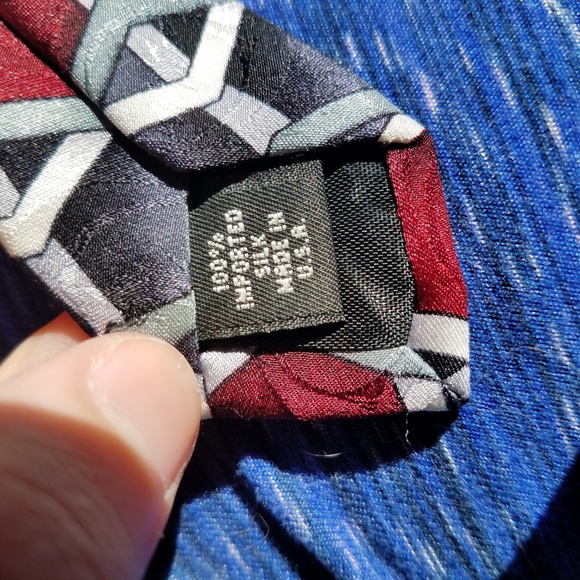 100%
IMPORTED
SILK
MADE IN
U.S.A.